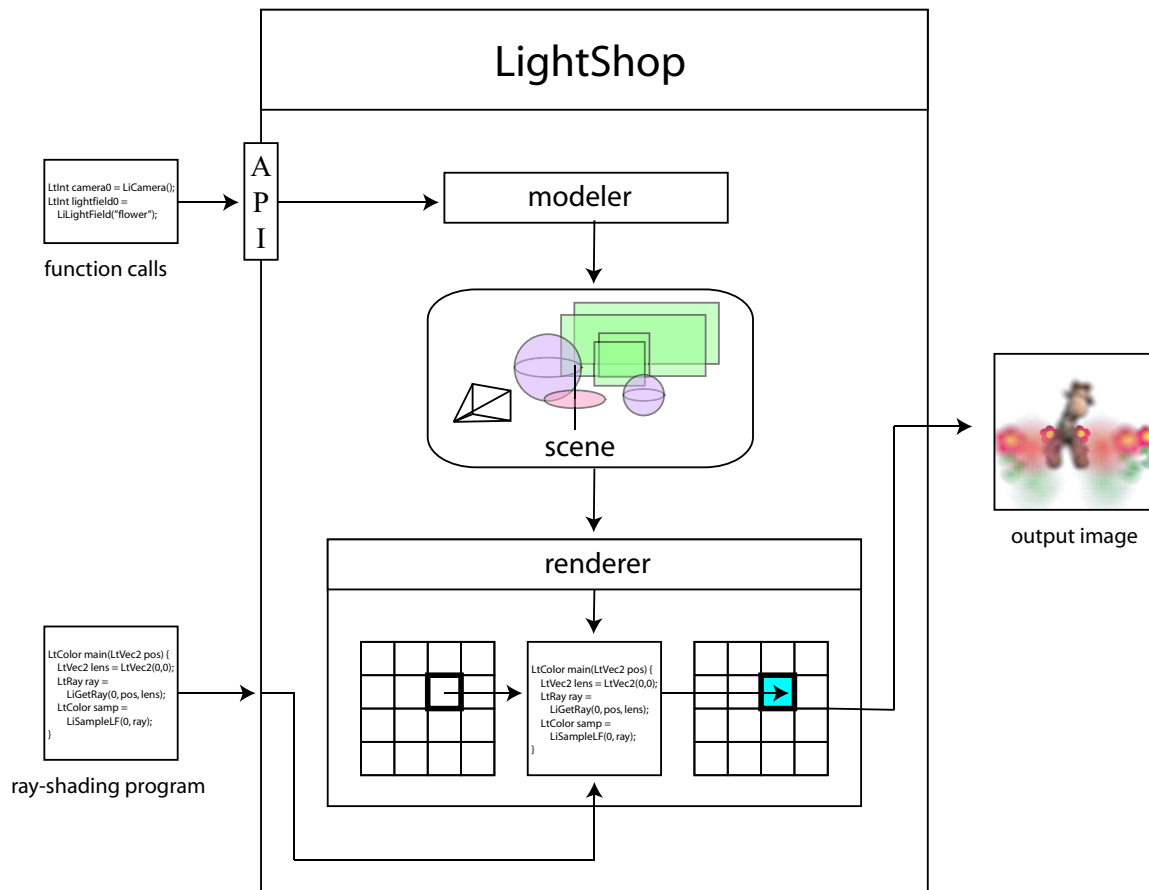 LightShop
A
P
I
LtInt camera0 = LiCamera();
LtInt lightfield0 =
LiLightField("flower");
function calls
modeler
scene
output image
renderer
LtColor main(LtVec2 pos) {
LtVec2 lens = LtVec2(0,0);
LtRay ray =
LiGetRay(0, pos, lens);
LtColor samp =
LiSampleLF(0, ray);
}
ray-shading program
LtColor main(LtVec2 pos) {
LtVec2 lens = LtVec2(0,0);
LtRay ray =
LiGetRay(0, pos, lens);
LtColor samp =
LiSampleLF(0, ray);
}